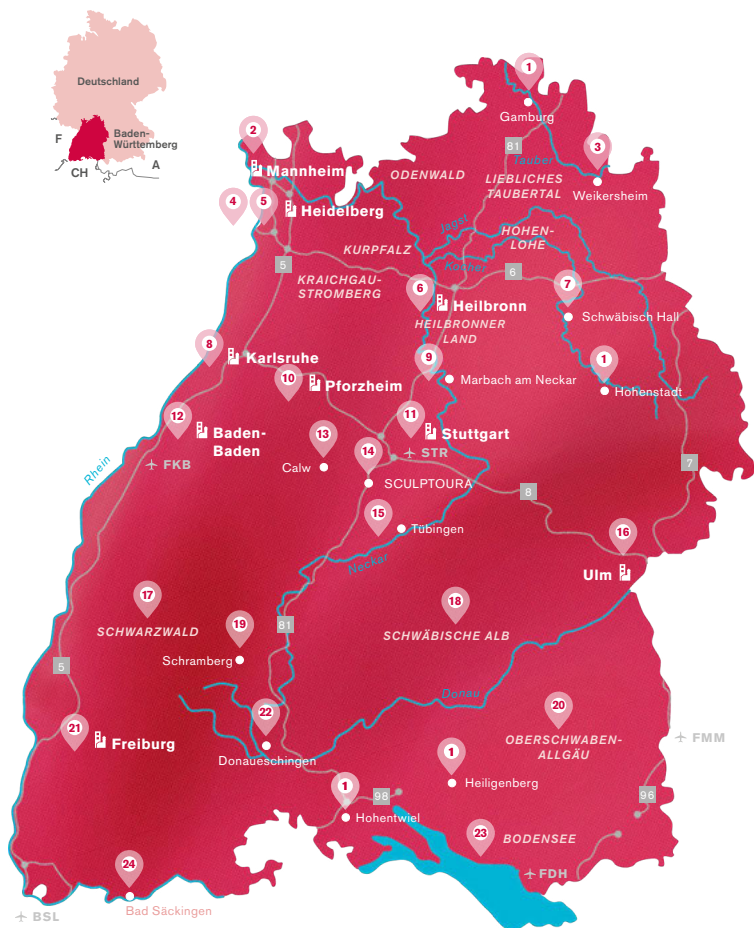 Deutschland
F
Baden-
Württemberg
CH
A
1
Gamburg
2
81
Tauber
3
Mannheim
ODENWALD
LIEBLICHES
TAUBERTAL
Weikersheim
4
5
Heidelberg
Jagst
HOHEN-
LOHE
KURPFALZ
5
Kocher
6
KRAICHGAU-
STROMBERG
6
7
Heilbronn
Schwäbisch Hall
HEILBRONNER
LAND
8
Karlsruhe
9
1
10
Pforzheim
Marbach am Neckar
Hohenstadt
12
11
Baden-
Baden
13
Stuttgart
14
STR
FKB
Calw
7
Rhein
SCULPTOURA
8
15
Tübingen
16
Neckar
Ulm
17
18
19
81
SCHWARZWALD
SCHWÄBISCHE ALB
Schramberg
5
Donau
21
22
20
Freiburg
OBERSCHWABEN-
ALLGÄU
FMM
Donaueschingen
1
1
Heiligenberg
98
96
Hohentwiel
23
BODENSEE
24
FDH
Bad Säckingen
BSL